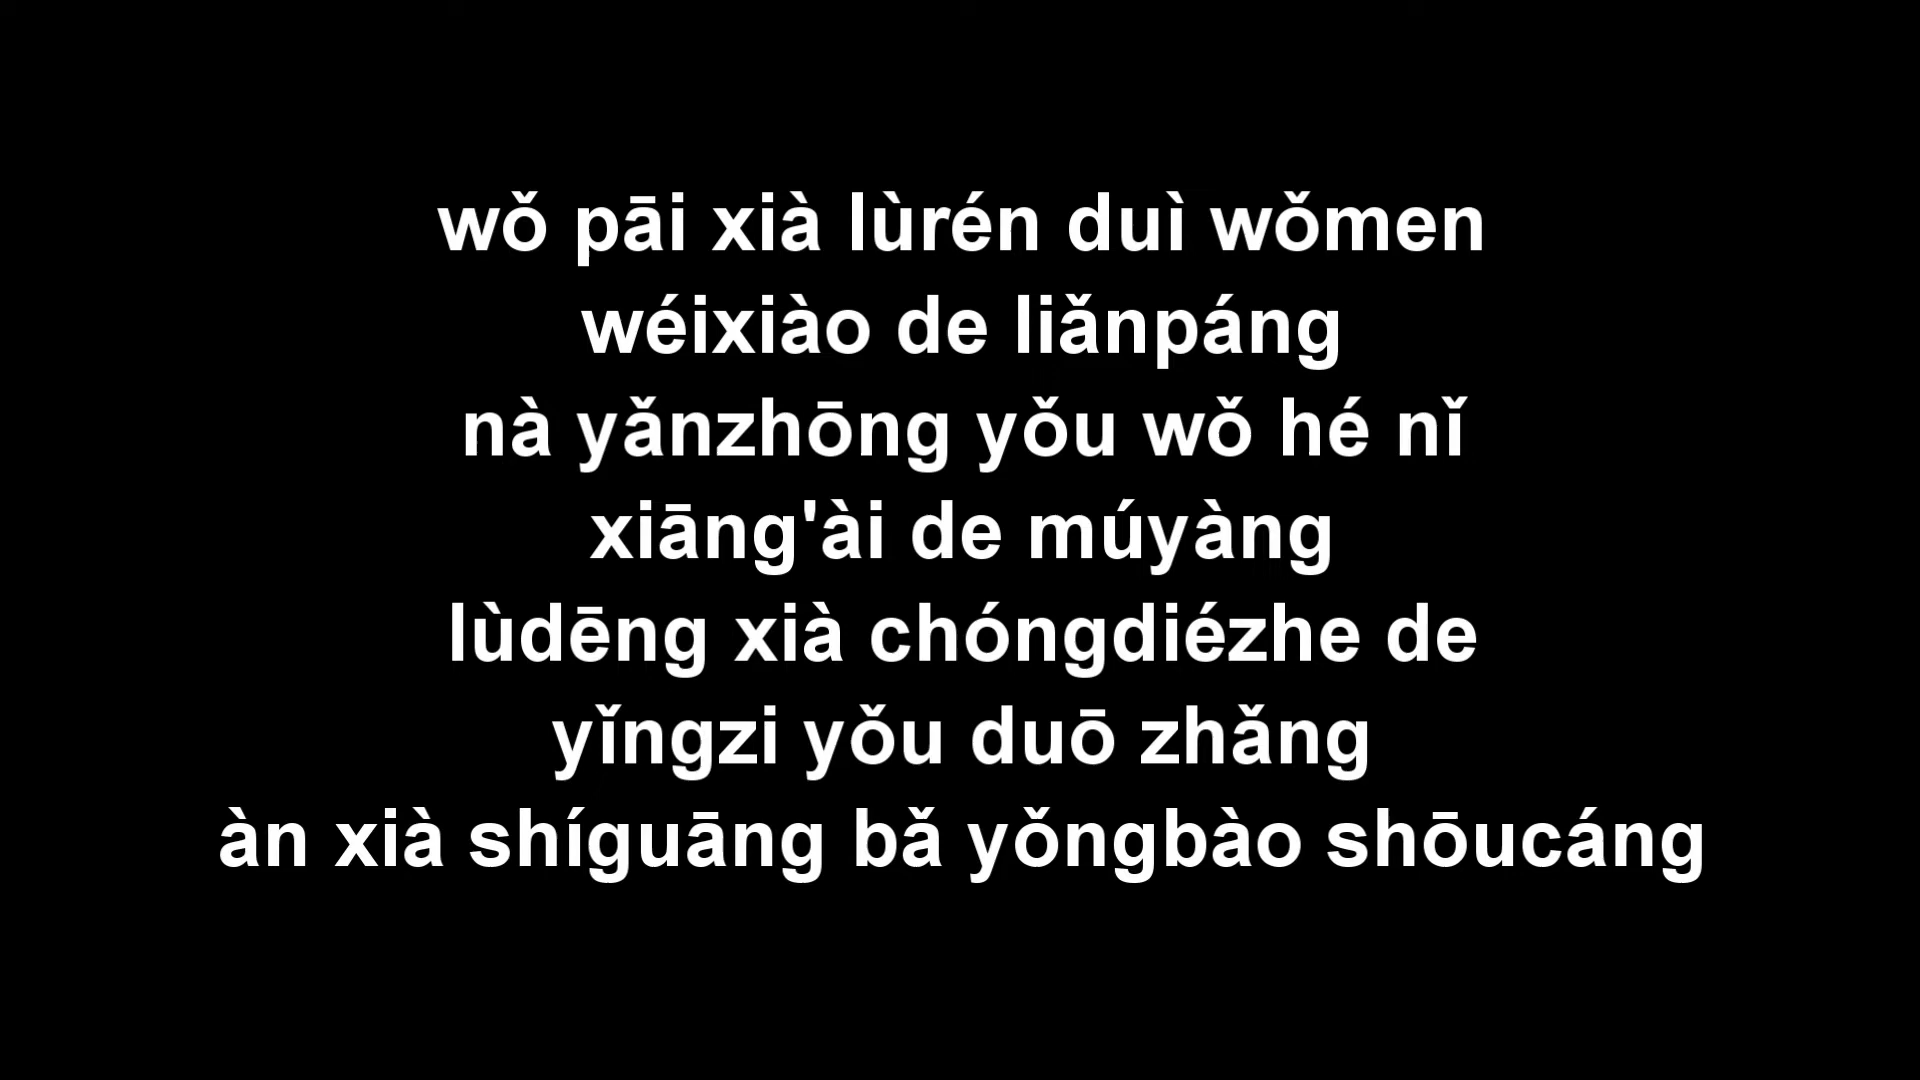 wǒ pāi xià lùrén duì wǒmen
wéixiào de liǎnpáng
nà yǎnzhōng yǒu wǒ hé nǐ
xiāng'ài de múyàng
lùdēng xià chóngdiézhe de
yǐngzi yǒu duō zhǎng
àn xià shíguāng bǎ yǒngbào shōucáng